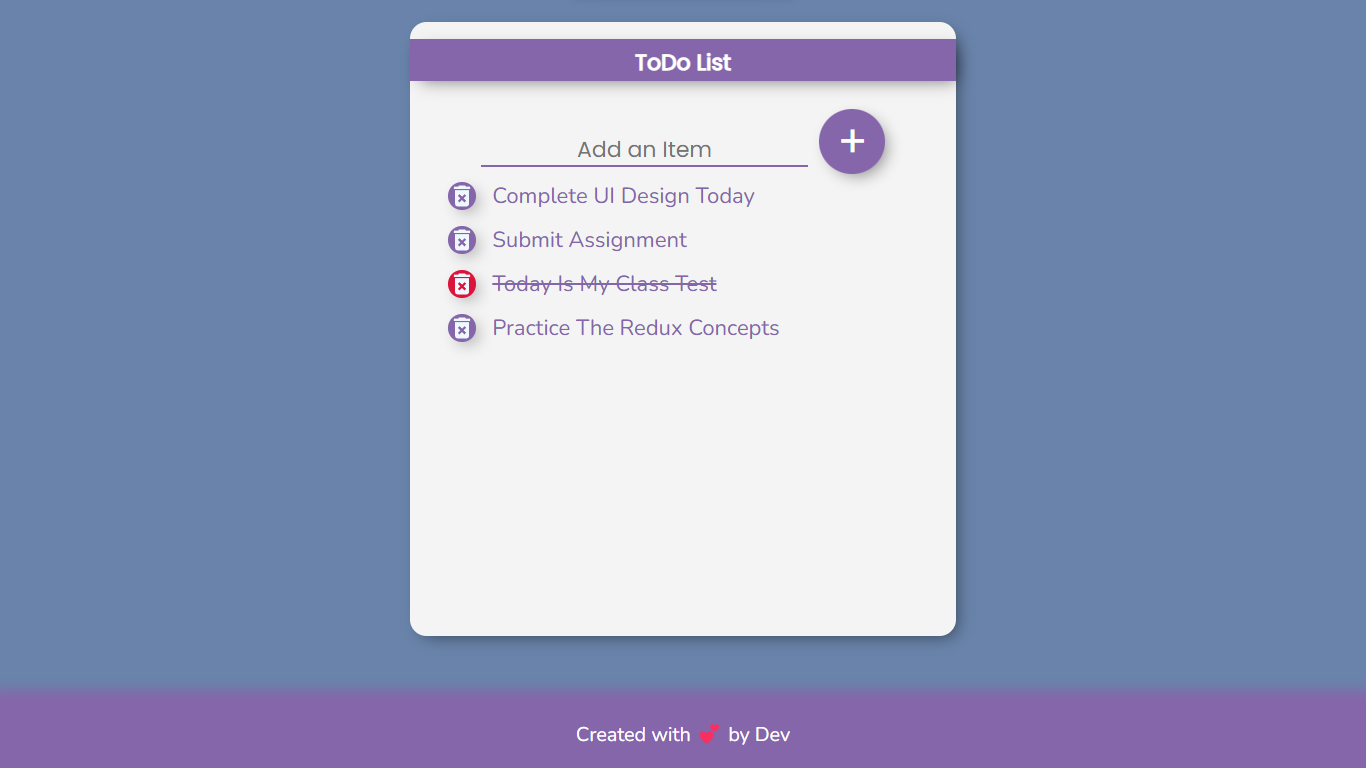 ToDo List
Add an Item
Complete UI Design Today
Submit Assignment
Today Is My Class Test
Practice The Redux Concepts
Created with 💕 by Dev